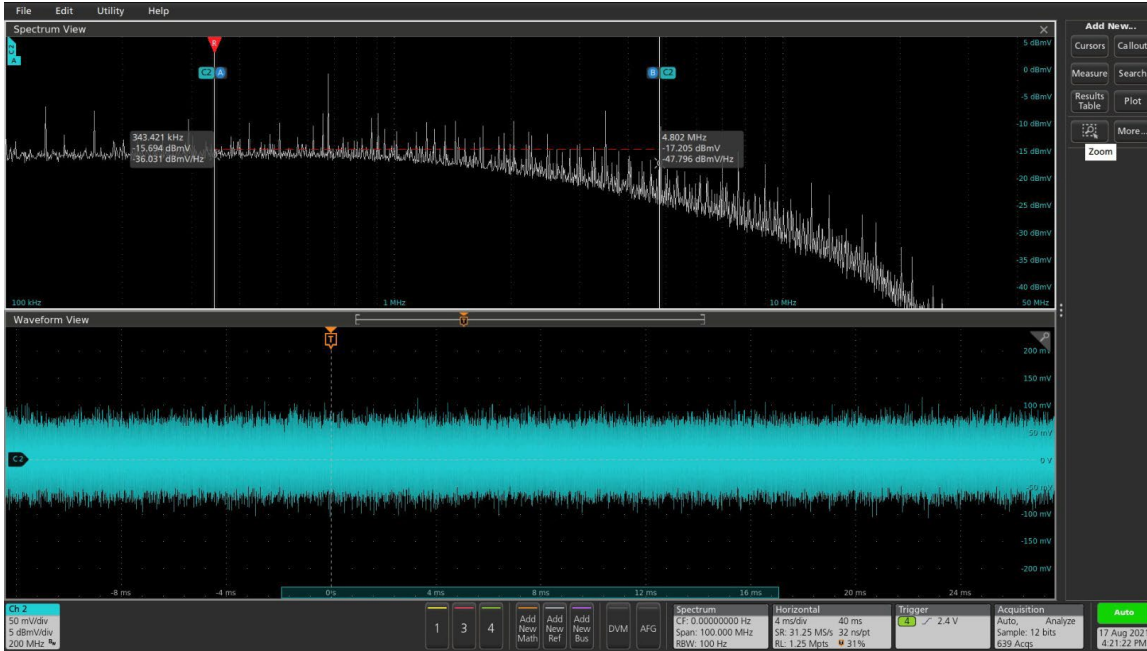 File Edit Utility Help
Spectrum View
Add New...
Cursors Callout
Measure Search
Results Table Plot
More...
Zoom
C2
A
R
C2 A
B C2
5 dBmV
0 dBmV
-5 dBmV
-10 dBmV
-15 dBmV
-20 dBmV
-25 dBmV
-30 dBmV
-35 dBmV
-40 dBmV
343.421 kHz
-15.694 dBmV
-36.031 dBmV/Hz
4.802 MHz
-17.205 dBmV
-47.796 dBmV/Hz
100 kHz 1 MHz 10 MHz 50 MHz
Waveform View
T
T
200 mV
150 mV
100 mV
50 mV
C2
0 V
-50 mV
-100 mV
-150 mV
-200 mV
-8 ms -4 ms 0 s 4 ms 8 ms 12 ms 16 ms 20 ms 24 ms
Ch 2
50 mV/div
5 dBmV/div
200 MHz Bw
1 3 4
Add New Math
Add New Ref
Add New Bus
DVM AFG
Spectrum
CF: 0.00000000 Hz
Span: 100.000 MHz
RBW: 100 Hz
Horizontal
4 ms/div 40 ms
SR: 31.25 MS/s 32 ns/pt
RL: 1.25 Mpts 31%
Trigger
4 2.4 V
Acquisition
Auto, Analyze
Sample: 12 bits
639 Acqs
Auto
17 Aug 2021
4:21:22 PM